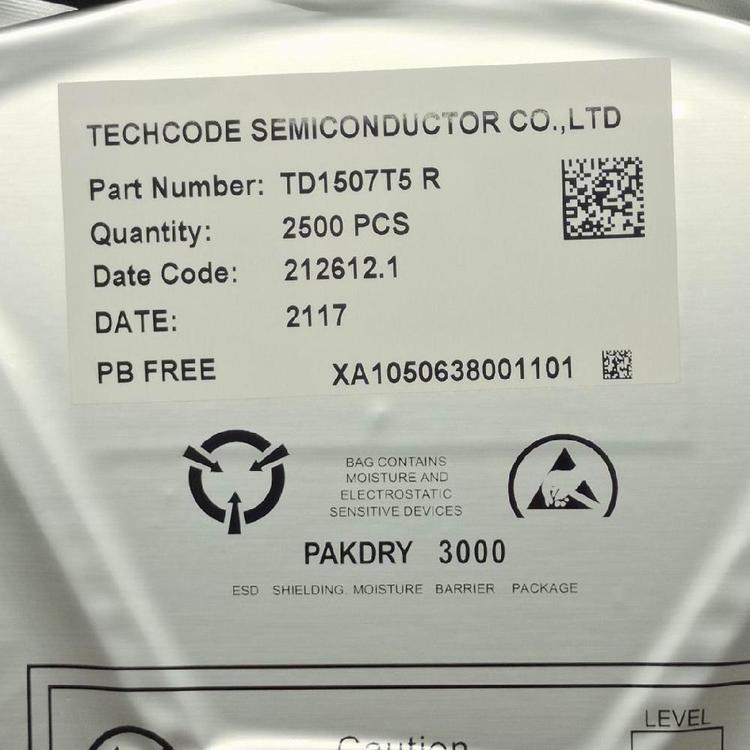 TECHCODE SEMICONDUCTOR CO.,LTD
Part Number: TD1507T5 R
Quantity: 2500 PCS
Date Code: 212612.1
DATE: 2117
PB FREE XA1050638001101
BAG CONTAINS
MOISTURE AND
ELECTROSTATIC
SENSITIVE DEVICES
PAKDRY 3000
ESD SHIELDING. MOISTURE BARRIER PACKAGE
LEVEL
Caution